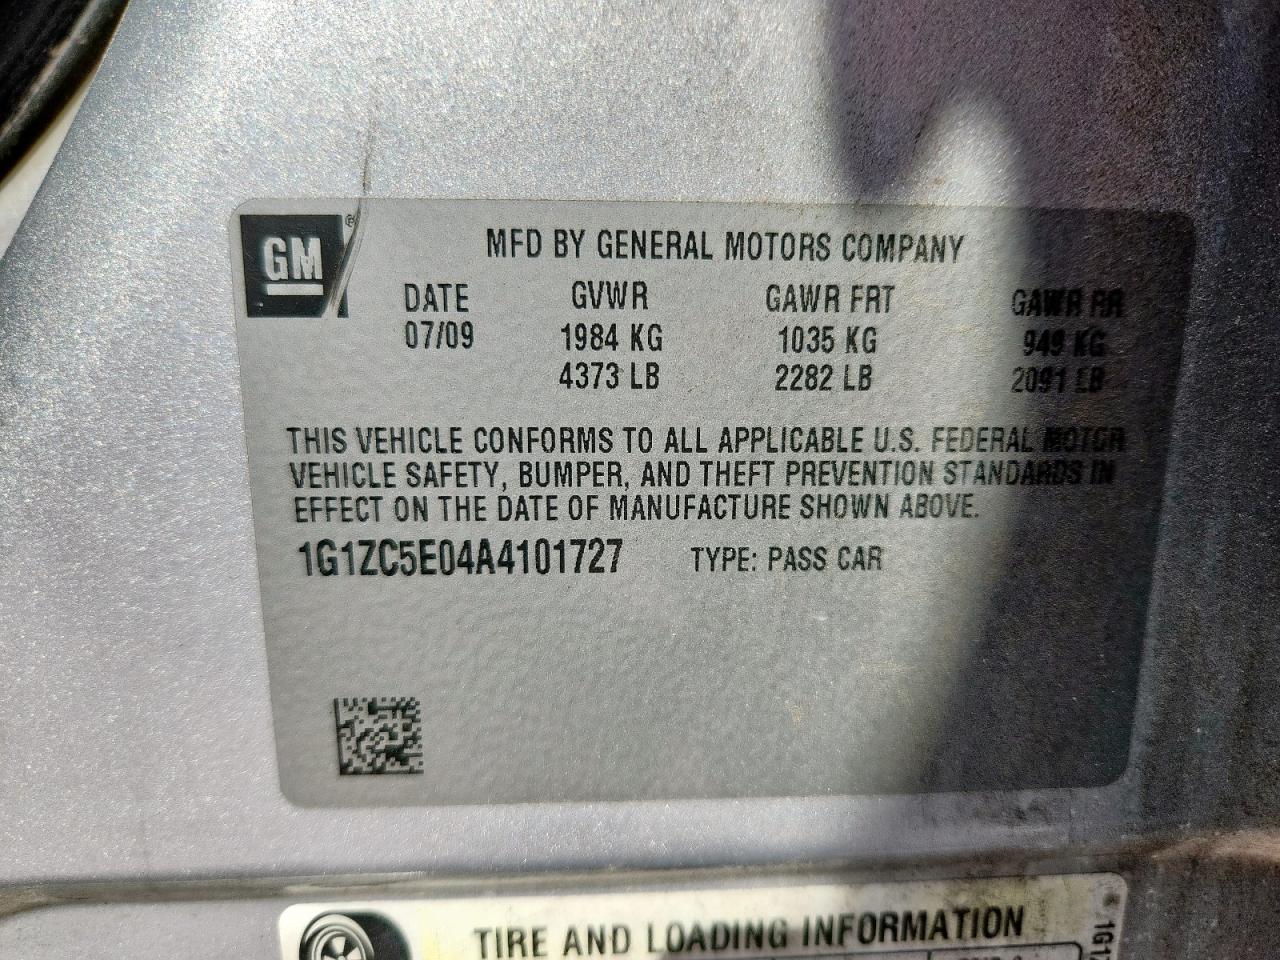 GM ®
MFD BY GENERAL MOTORS COMPANY
DATE GVWR GAWR FRT GAWR RR
07/09 1984 KG 1035 KG 949 KG
4373 LB 2282 LB 2091 LB
THIS VEHICLE CONFORMS TO ALL APPLICABLE U.S. FEDERAL MOTOR
VEHICLE SAFETY, BUMPER, AND THEFT PREVENTION STANDARDS IN
EFFECT ON THE DATE OF MANUFACTURE SHOWN ABOVE.
1G1ZC5E04A4101727 TYPE: PASS CAR
TIRE AND LOADING INFORMATION